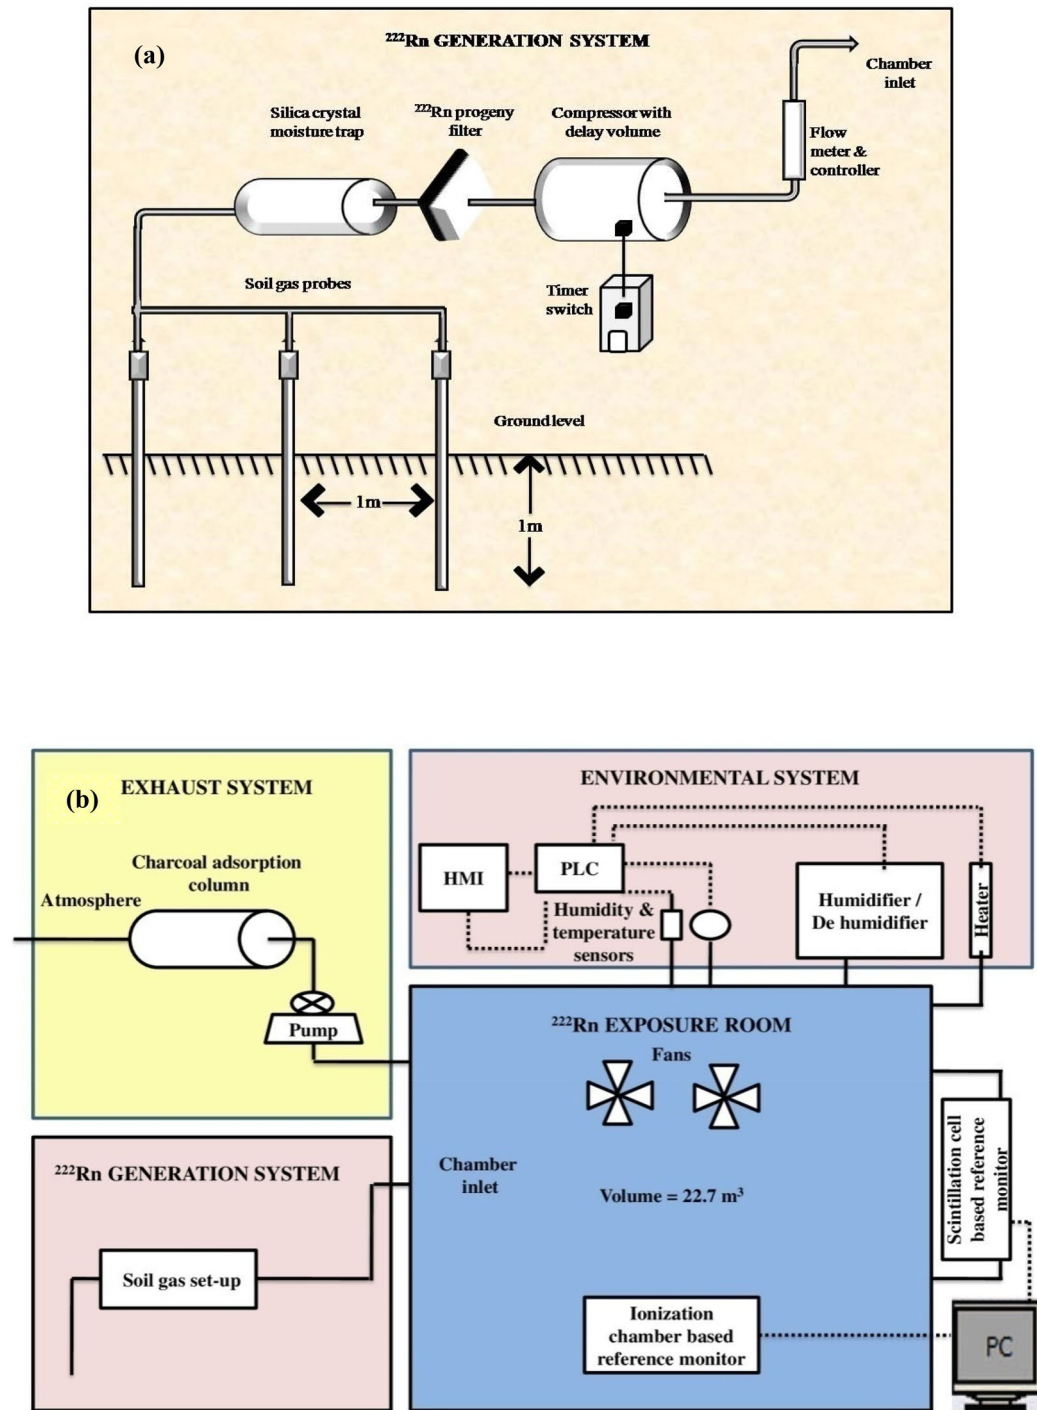 (a)
²²²Rn GENERATION SYSTEM
Chamber
inlet
Silica crystal
moisture trap
²²²Rn progeny
filter
Compressor with
delay volume
Flow
meter &
controller
Soil gas probes
Timer
switch
Ground level
1m
1m
(b)
EXHAUST SYSTEM
Charcoal adsorption
column
Atmosphere
Pump
ENVIRONMENTAL SYSTEM
HMI
PLC
Humidity &
temperature
sensors
Humidifier /
De humidifier
Heater
²²²Rn EXPOSURE ROOM
Fans
Chamber
inlet
Volume = 22.7 m³
Scintillation cell
based reference
monitor
Ionization
chamber based
reference monitor
PC
²²²Rn GENERATION SYSTEM
Soil gas set-up